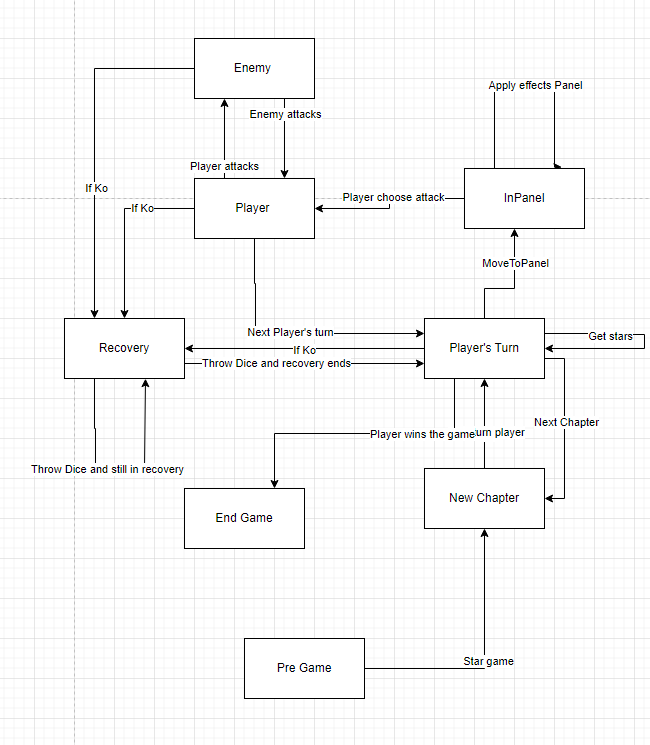 Enemy
Apply effects Panel
Enemy attacks
Player attacks
If Ko
InPanel
Player choose attack
Player
If Ko
MoveToPanel
Next Player's turn
Get stars
Recovery
If Ko
Player's Turn
Throw Dice and recovery ends
Next Chapter
Player wins the game
player
Throw Dice and still in recovery
New Chapter
End Game
Star game
Pre Game